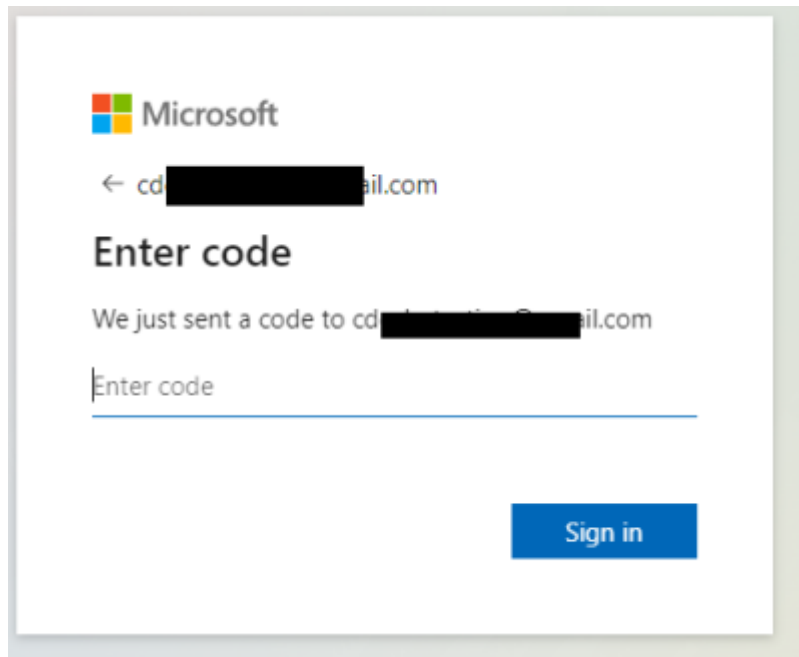 Microsoft
← cd ail.com
Enter code
We just sent a code to cd ail.com
Enter code
Sign in